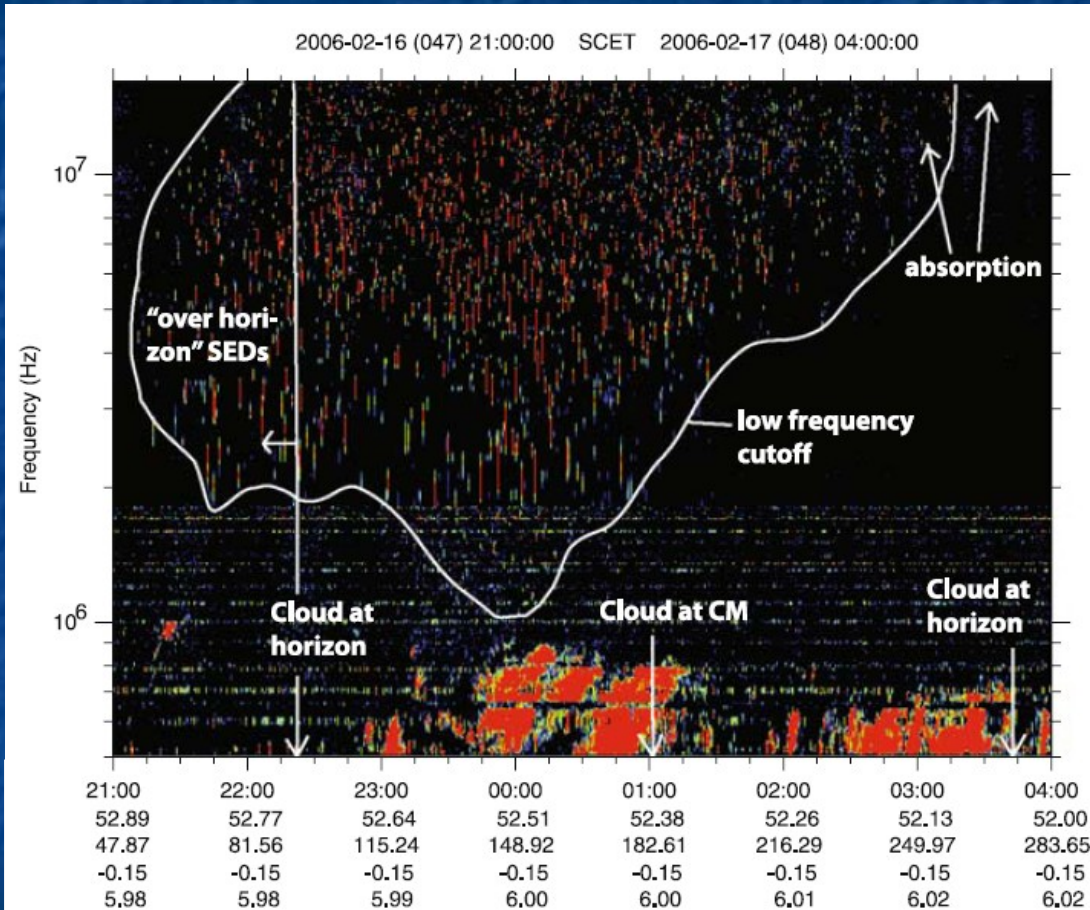 2006-02-16 (047) 21:00:00 SCET 2006-02-17 (048) 04:00:00
10^7
absorption
"over hori-
zon" SEDs
Frequency (Hz)
low frequency
cutoff
10^6
Cloud at
horizon
Cloud at CM
Cloud at
horizon
21:00 22:00 23:00 00:00 01:00 02:00 03:00 04:00
52.89 52.77 52.64 52.51 52.38 52.26 52.13 52.00
47.87 81.56 115.24 148.92 182.61 216.29 249.97 283.65
-0.15 -0.15 -0.15 -0.15 -0.15 -0.15 -0.15 -0.15
5.98 5.98 5.99 6.00 6.00 6.01 6.02 6.02